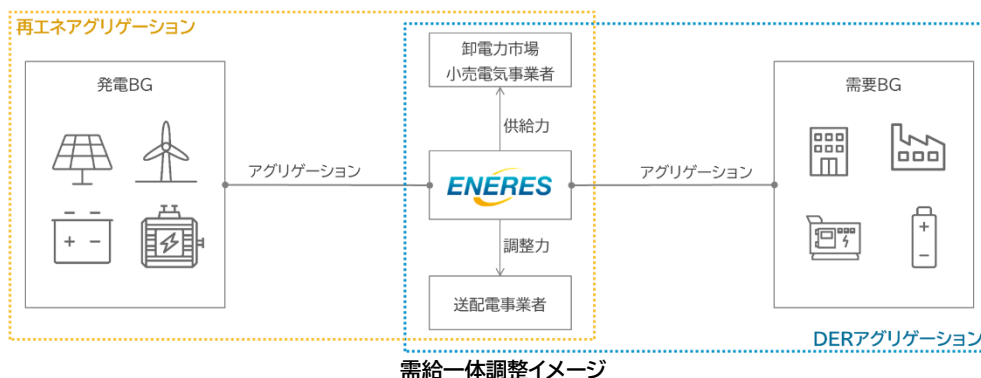 再エネアグリゲーション
卸電力市場
小売電気事業者
発電BG
需要BG
供給力
アグリゲーション
ENERES
アグリゲーション
調整力
送配電事業者
DERアグリゲーション
需給一体調整イメージ